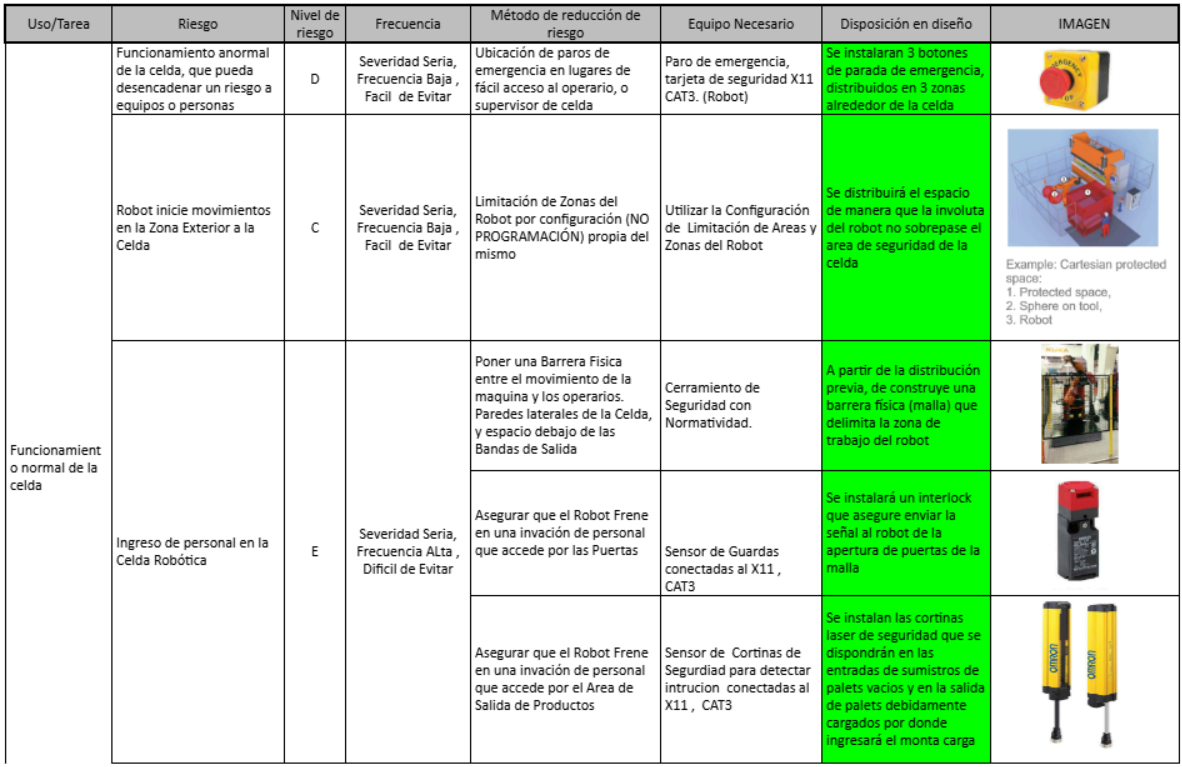 Uso/Tarea
Riesgo
Nivel de
riesgo
Frecuencia
Método de reducción de
riesgo
Equipo Necesario
Disposición en diseño
IMAGEN
Funcionamient
o normal de la
celda
Funcionamiento anormal
de la celda, que pueda
desencadenar un riesgo a
equipos o personas
D
Severidad Seria,
Frecuencia Baja ,
Facil de Evitar
Ubicación de paros de
emergencia en lugares de
fácil acceso al operario, o
supervisor de celda
Paro de emergencia,
tarjeta de seguridad X11
CAT3. (Robot)
Se instalaran 3 botones
de parada de emergencia,
distribuidos en 3 zonas
alrededor de la celda
Robot inicie movimientos
en la Zona Exterior a la
Celda
C
Severidad Seria,
Frecuencia Baja ,
Facil de Evitar
Limitación de Zonas del
Robot por configuración (NO
PROGRAMACIÓN) propia del
mismo
Utilizar la Configuración
de Limitación de Areas y
Zonas del Robot
Se distribuirá el espacio
de manera que la involuta
del robot no sobrepase el
area de seguridad de la
celda
Example: Cartesian protected
space:
1. Protected space,
2. Sphere on tool,
3. Robot
Ingreso de personal en la
Celda Robótica
E
Severidad Seria,
Frecuencia ALta ,
Dificil de Evitar
Poner una Barrera Fisica
entre el movimiento de la
maquina y los operarios.
Paredes laterales de la Celda,
y espacio debajo de las
Bandas de Salida
Cerramiento de
Seguridad con
Normatividad.
A partir de la distribución
previa, de construye una
barrera física (malla) que
delimita la zona de
trabajo del robot
Asegurar que el Robot Frene
en una invación de personal
que accede por las Puertas
Sensor de Guardas
conectadas al X11 ,
CAT3
Se instalará un interlock
que asegure enviar la
señal al robot de la
apertura de puertas de la
malla
Asegurar que el Robot Frene
en una invación de personal
que accede por el Area de
Salida de Productos
Sensor de Cortinas de
Segurdiad para detectar
intrucion conectadas al
X11 , CAT3
Se instalan las cortinas
laser de seguridad que se
dispondrán en las
entradas de sumistros de
palets vacios y en la salida
de palets debidamente
cargados por donde
ingresará el monta carga
OMRON
OMRON